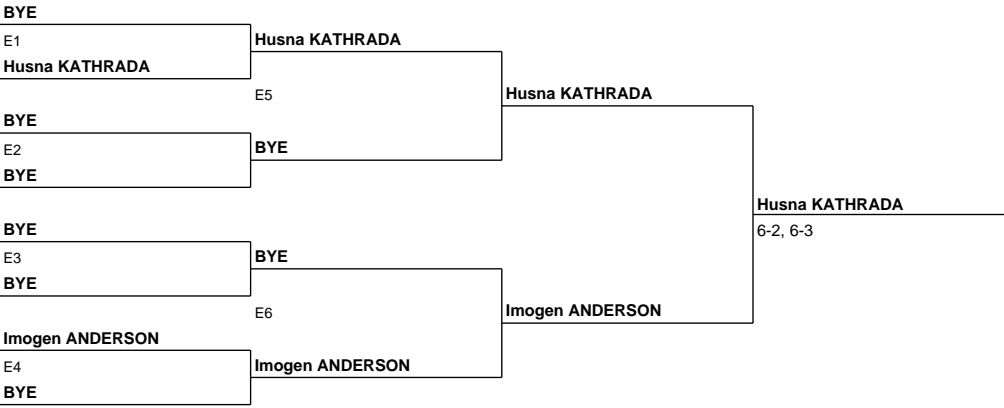 BYE
E1
Husna KATHRADA
Husna KATHRADA
E5
Husna KATHRADA
BYE
E2
BYE
BYE
Husna KATHRADA
6-2, 6-3
BYE
E3
BYE
BYE
E6
Imogen ANDERSON
Imogen ANDERSON
E4
Imogen ANDERSON
BYE